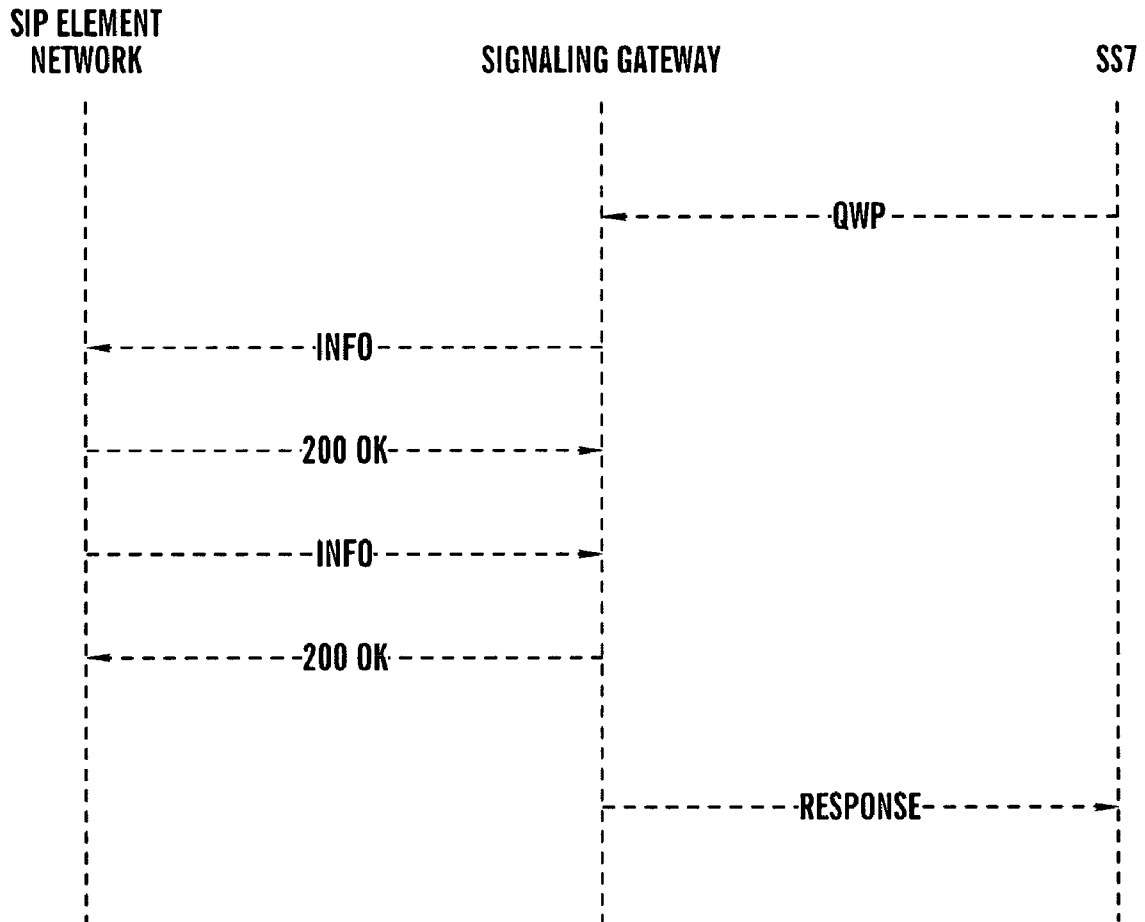 SIP ELEMENT
NETWORK
SIGNALING GATEWAY
SS7
QWP
INFO
200 OK
INFO
200 OK
RESPONSE